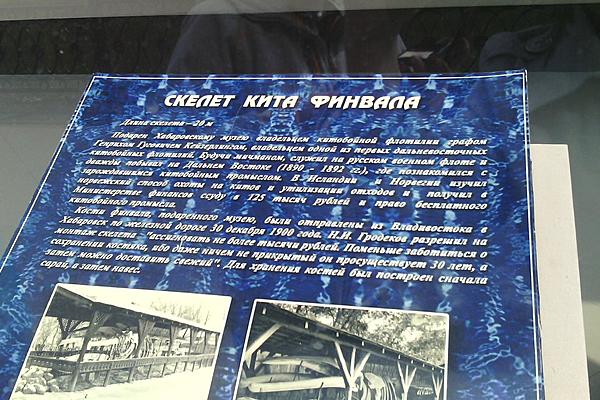 СКЕЛЕТ КИТА ФИНВАЛА
Длина скелета – 20 м
Подарен Хабаровскому музею владельцем китобойной флотилии графом
Генрихом Гуговичем Кейзерлингом, владельцем одной из первых дальневосточных
китобойных флотилий. Будучи мичманом, служил на русском военном флоте и
дважды побывал на Дальнем Востоке (1890 – 1892 гг.), где познакомился с
зарождавшимся китобойным промыслом. В Исландии и Норвегии изучил
норвежский способ охоты на китов и утилизации отходов и получил в
Министерстве финансов ссуду в 125 тысяч рублей и право бесплатного
китобойного промысла.
Кости финвала, подаренного музею, были отправлены из Владивостока в
Хабаровск по железной дороге 30 декабря 1900 года. Н.И. Гродеков разрешил на
монтаж скелета "ассигновать не более тысячи рублей. Поменьше заботиться о
сохранении костяка, ибо даже ничем не прикрытый он просуществует 30 лет, а
затем можно доставить свежий". Для хранения костей был построен сначала
сарай, а затем навес.